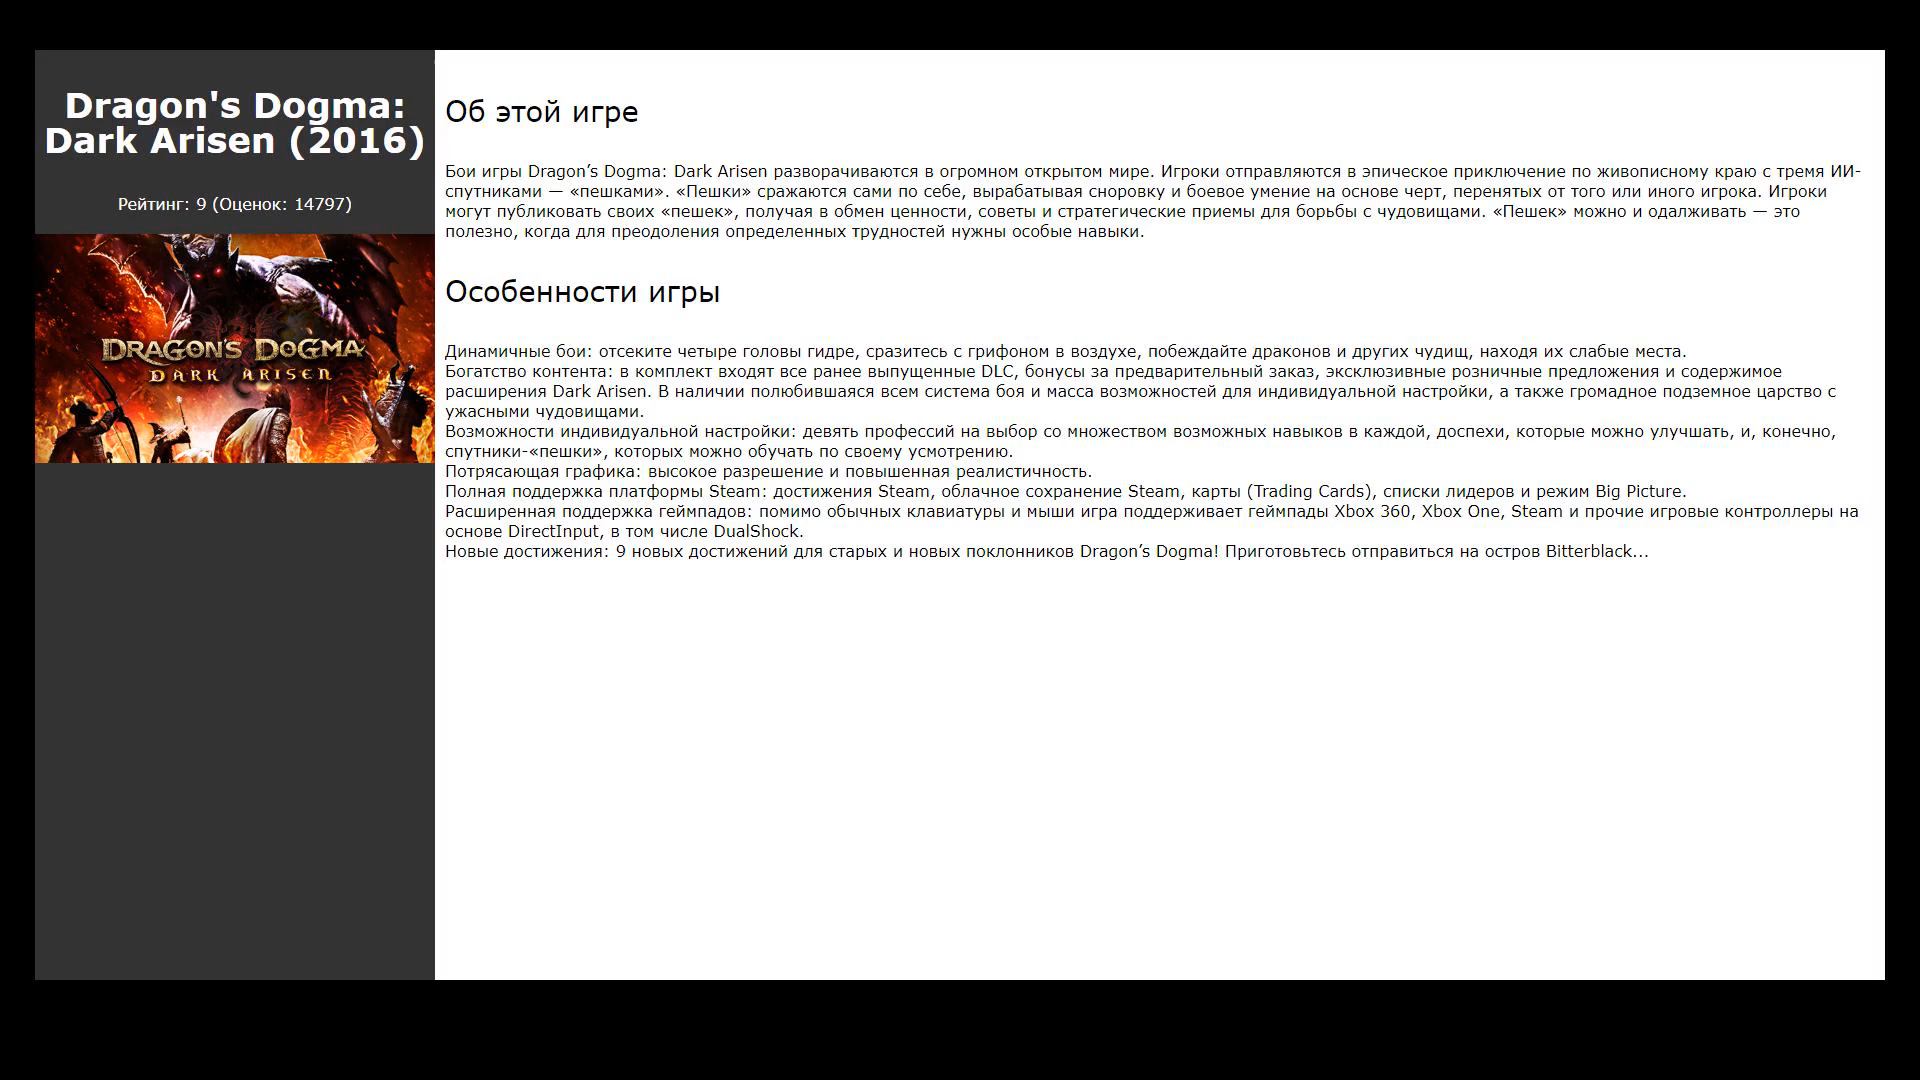 Dragon's Dogma:
Dark Arisen (2016)
Рейтинг: 9 (Оценок: 14797)
DRAGON'S DOGMA
DARK ARISEN
Об этой игре
Бои игры Dragon’s Dogma: Dark Arisen разворачиваются в огромном открытом мире. Игроки отправляются в эпическое приключение по живописному краю с тремя ИИ-
спутниками — «пешками». «Пешки» сражаются сами по себе, вырабатывая сноровку и боевое умение на основе черт, перенятых от того или иного игрока. Игроки
могут публиковать своих «пешек», получая в обмен ценности, советы и стратегические приемы для борьбы с чудовищами. «Пешек» можно и одалживать — это
полезно, когда для преодоления определенных трудностей нужны особые навыки.
Особенности игры
Динамичные бои: отсеките четыре головы гидре, сразитесь с грифоном в воздухе, побеждайте драконов и других чудищ, находя их слабые места.
Богатство контента: в комплект входят все ранее выпущенные DLC, бонусы за предварительный заказ, эксклюзивные розничные предложения и содержимое
расширения Dark Arisen. В наличии полюбившаяся всем система боя и масса возможностей для индивидуальной настройки, а также громадное подземное царство с
ужасными чудовищами.
Возможности индивидуальной настройки: девять профессий на выбор со множеством возможных навыков в каждой, доспехи, которые можно улучшать, и, конечно,
спутники-«пешки», которых можно обучать по своему усмотрению.
Потрясающая графика: высокое разрешение и повышенная реалистичность.
Полная поддержка платформы Steam: достижения Steam, облачное сохранение Steam, карты (Trading Cards), списки лидеров и режим Big Picture.
Расширенная поддержка геймпадов: помимо обычных клавиатуры и мыши игра поддерживает геймпады Xbox 360, Xbox One, Steam и прочие игровые контроллеры на
основе DirectInput, в том числе DualShock.
Новые достижения: 9 новых достижений для старых и новых поклонников Dragon’s Dogma! Приготовьтесь отправиться на остров Bitterblack...